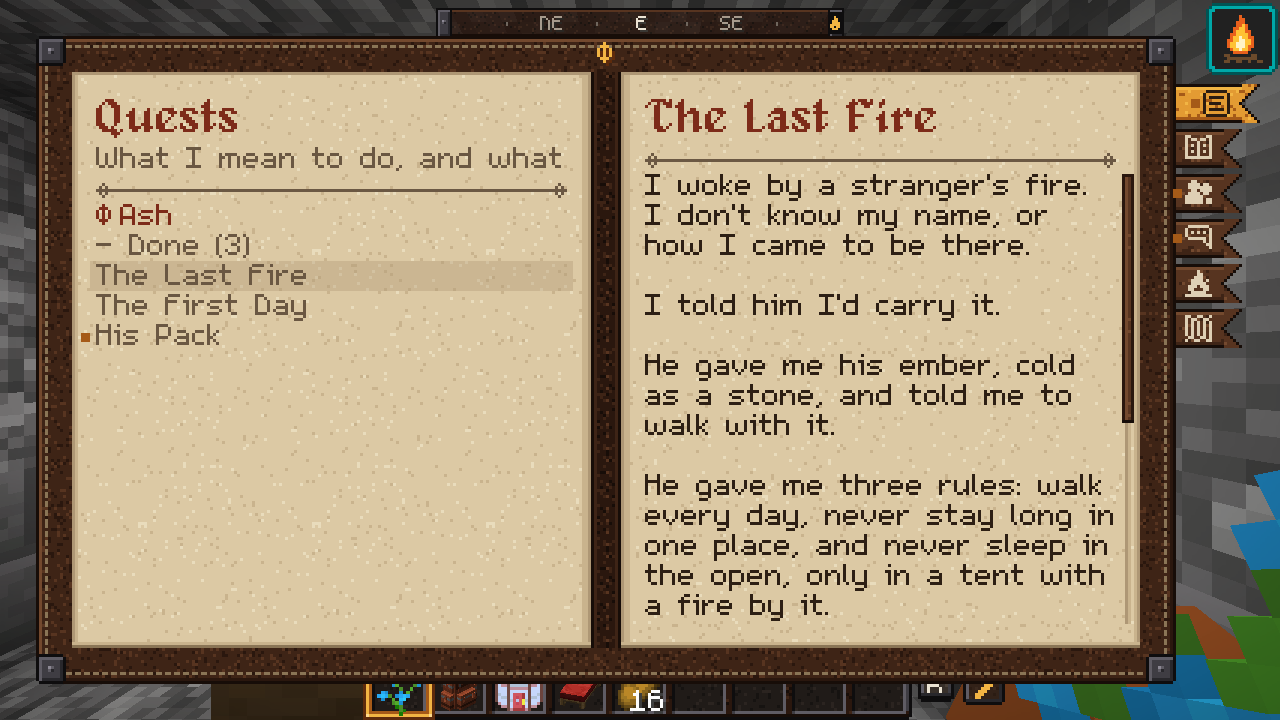 NE · E · SE
Quests
What I mean to do, and what
Ash
– Done (3)
The Last Fire
The First Day
His Pack
The Last Fire
I woke by a stranger's fire.
I don't know my name, or
how I came to be there.
I told him I'd carry it.
He gave me his ember, cold
as a stone, and told me to
walk with it.
He gave me three rules: walk
every day, never stay long in
one place, and never sleep in
the open, only in a tent with
a fire by it.
16